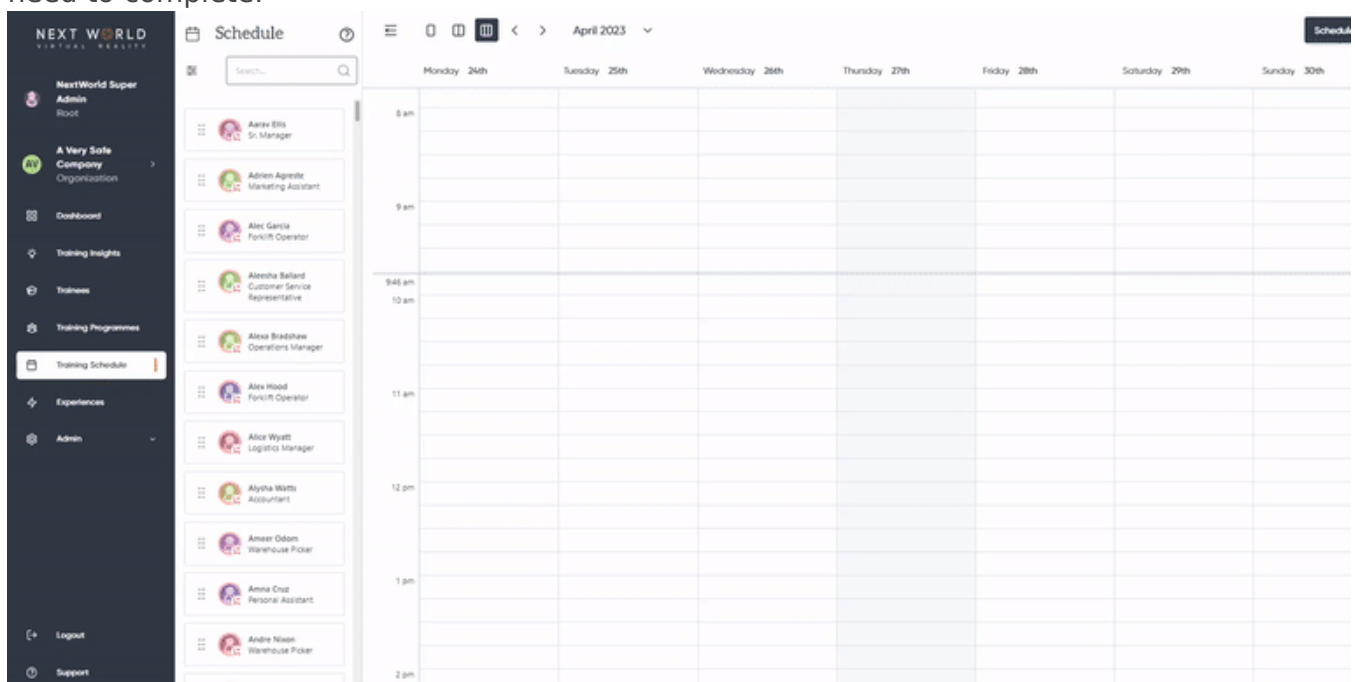 need to complete.
NEXT WORLD
VIRTUAL REALITY
NextWorld Super
Admin
Root
A Very Safe
AV
Company
Organization
Dashboard
Training Insights
Trainees
Training Programmes
Training Schedule
Experiences
Admin
Logout
Support
Schedule
Search...
Aarav Ellis
Sr. Manager
Adrien Agreste
Marketing Assistant
Alec Garcia
Forklift Operator
Aleesha Ballard
Customer Service
Representative
Alexa Bradshaw
Operations Manager
Alex Hood
Forklift Operator
Alice Wyatt
Logistics Manager
Alysha Watts
Accountant
Ameer Odom
Warehouse Picker
Amna Cruz
Personal Assistant
Andre Nixon
Warehouse Picker
April 2023
Schedule
Monday 24th Tuesday 25th Wednesday 26th Thursday 27th Friday 28th Saturday 29th Sunday 30th
8 am
9 am
9:46 am
10 am
11 am
12 pm
1 pm
2 pm